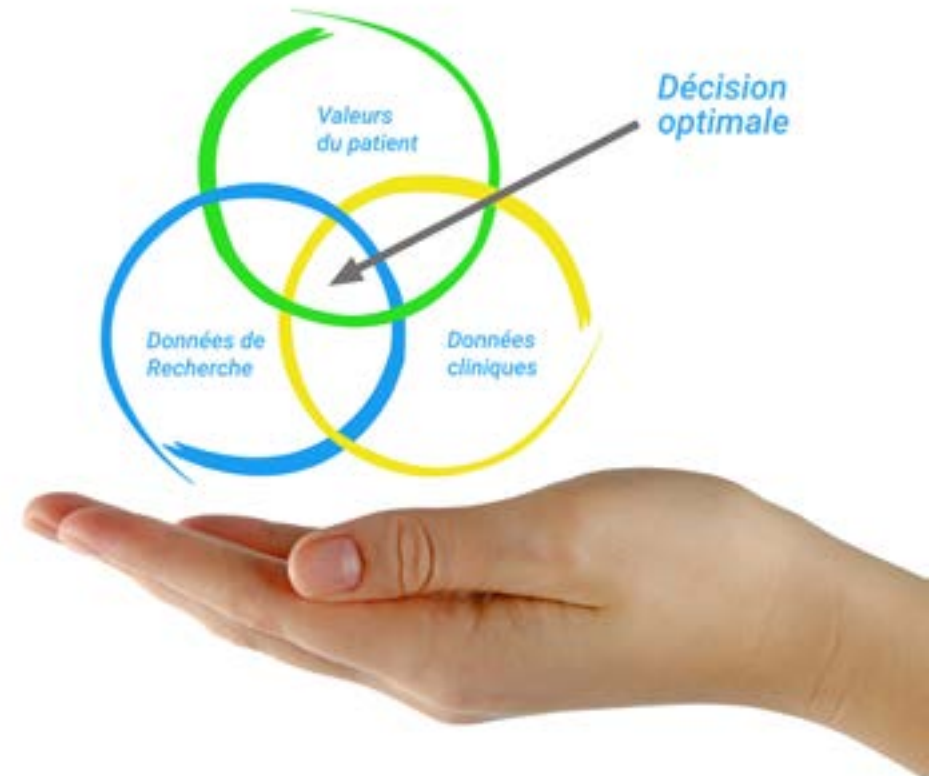 Valeurs
du patient
Décision
optimale
Données de
Recherche
Données
cliniques